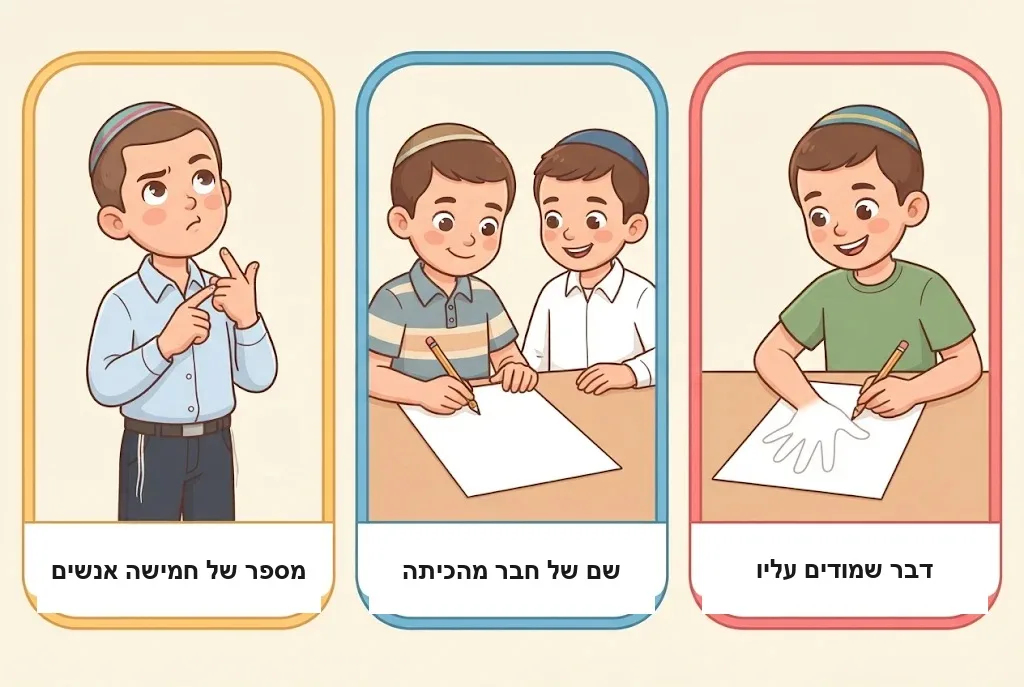 דבר שמודים עליו
שם של חבר מהכיתה
מספר של חמישה אנשים